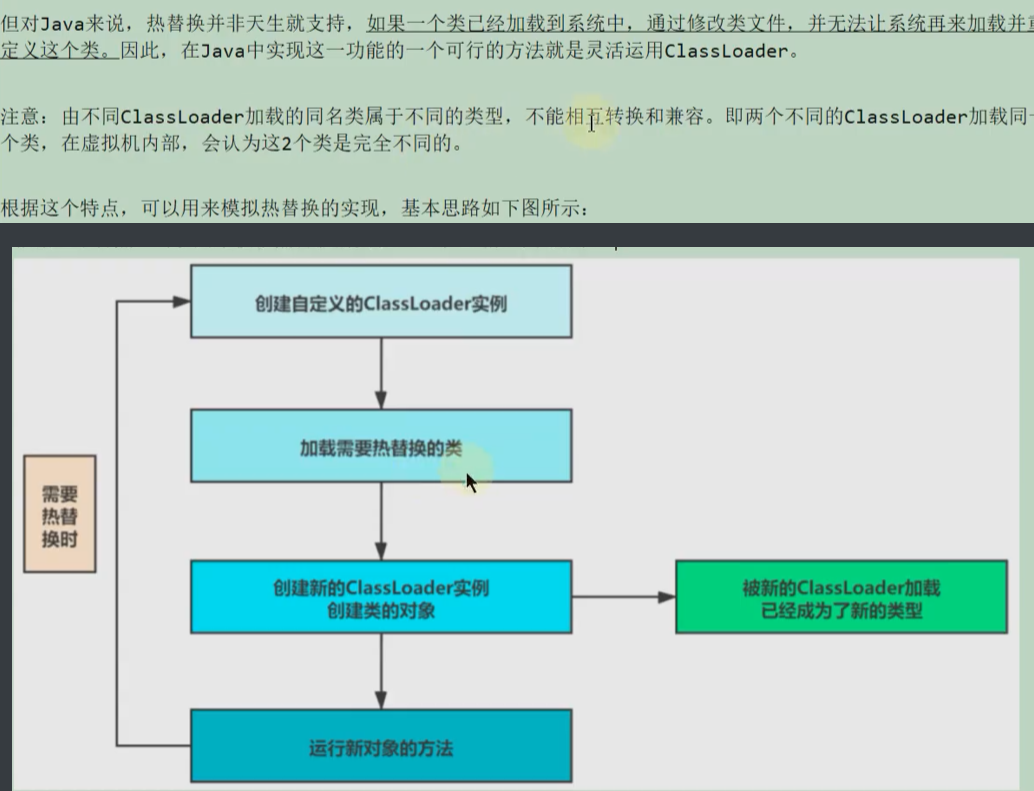 但对Java来说，热替换并非天生就支持，如果一个类已经加载到系统中，通过修改类文件，并无法让系统再来加载并
定义这个类。因此，在Java中实现这一功能的一个可行的方法就是灵活运用ClassLoader。
注意：由不同ClassLoader加载的同名类属于不同的类型，不能相互转换和兼容。即两个不同的ClassLoader加载同
个类，在虚拟机内部，会认为这2个类是完全不同的。
根据这个特点，可以用来模拟热替换的实现，基本思路如下图所示：
创建自定义的ClassLoader实例
加载需要热替换的类
需要
热替
换时
创建新的ClassLoader实例
创建类的对象
被新的ClassLoader加载
已经成为了新的类型
运行新对象的方法